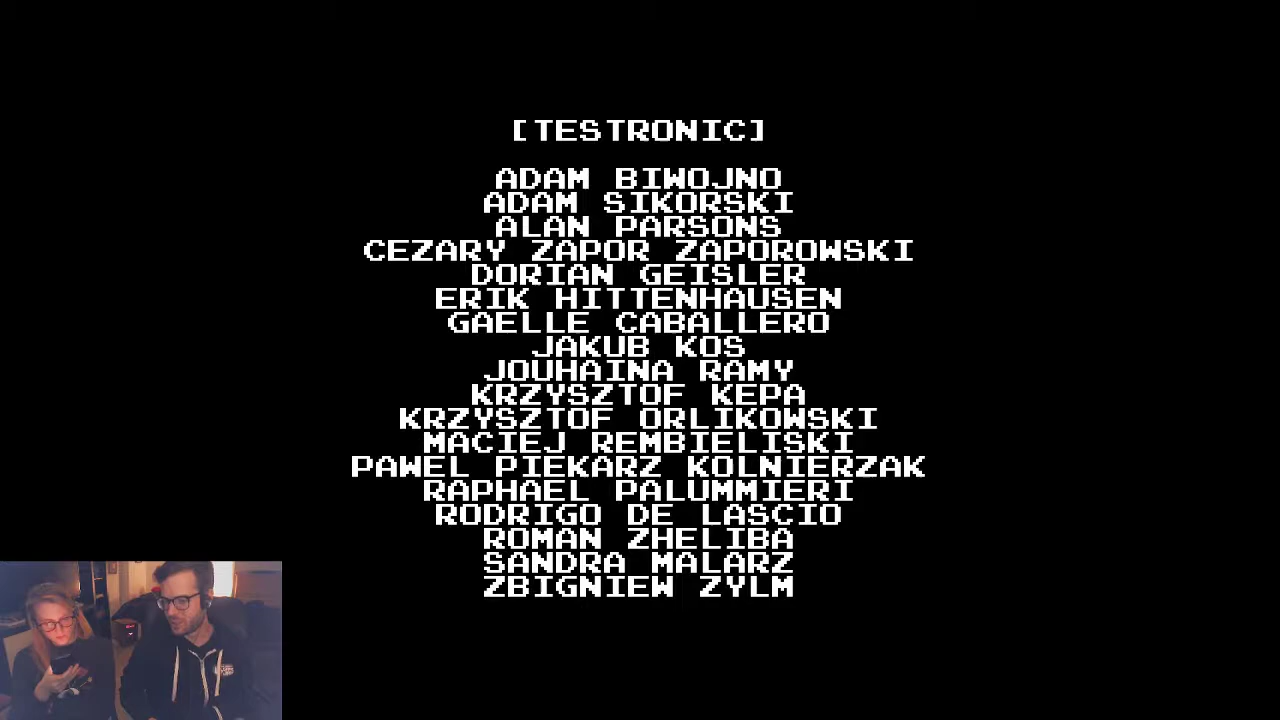 [TESTRONIC]
ADAM BIWOJNO
ADAM SIKORSKI
ALAN PARSONS
CEZARY ZAPOR ZAPOROWSKI
DORIAN GEISLER
ERIK HITTENHAUSEN
GAELLE CABALLERO
JAKUB KOS
JOUHAINA RAMY
KRZYSZTOF KEPA
KRZYSZTOF ORLIKOWSKI
MACIEJ REMBIELISKI
PAWEL PIEKARZ KOLNIERZAK
RAPHAEL PALUMMIERI
RODRIGO DE LASCIO
ROMAN ZHELIBA
SANDRA MALARZ
ZBIGNIEW ZYLM